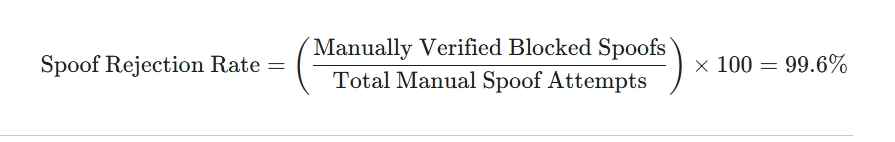 Spoof Rejection Rate = (Manually Verified Blocked Spoofs / Total Manual Spoof Attempts) × 100 = 99.6%